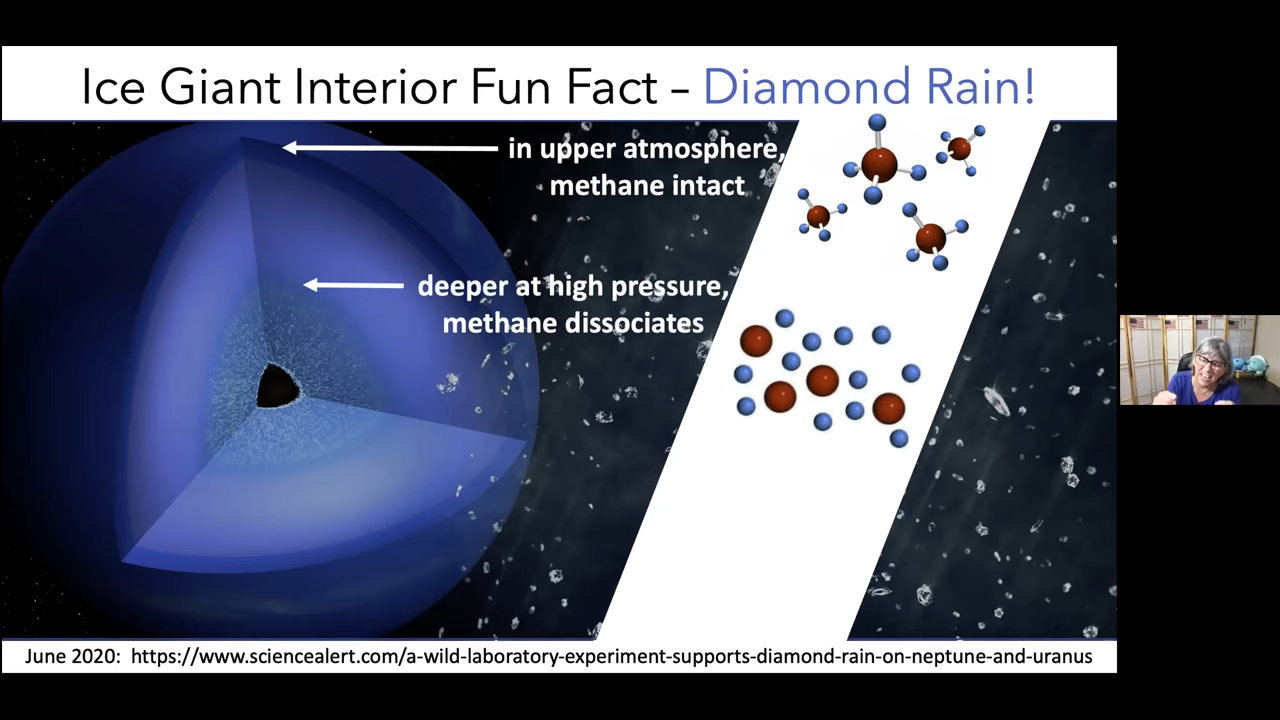 Ice Giant Interior Fun Fact – Diamond Rain!
in upper atmosphere,
methane intact
deeper at high pressure,
methane dissociates
June 2020:  https://www.sciencealert.com/a-wild-laboratory-experiment-supports-diamond-rain-on-neptune-and-uranus